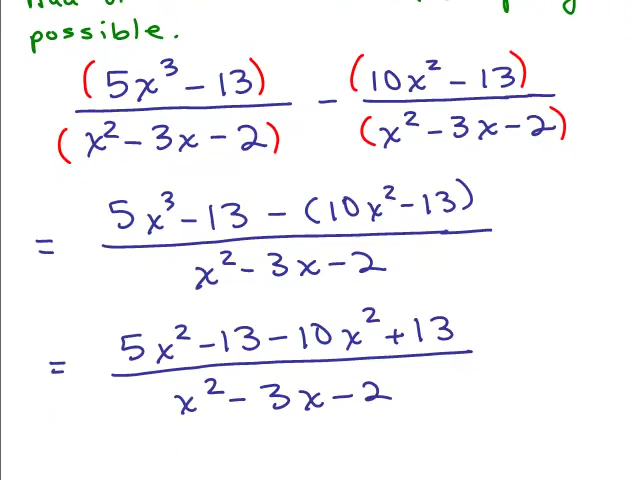 possible.
(5x³ - 13) / (x² - 3x - 2) - (10x² - 13) / (x² - 3x - 2)
= (5x³ - 13 - (10x² - 13)) / (x² - 3x - 2)
= (5x² - 13 - 10x² + 13) / (x² - 3x - 2)